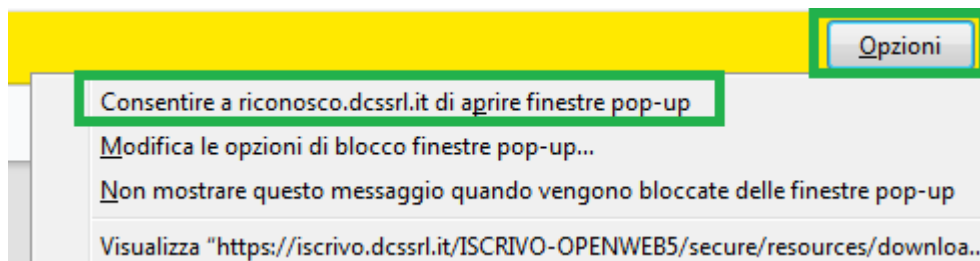 Opzioni
Consentire a riconosco.dcssrl.it di aprire finestre pop-up
Modifica le opzioni di blocco finestre pop-up...
Non mostrare questo messaggio quando vengono bloccate delle finestre pop-up
Visualizza “https://iscrivo.dcssrl.it/ISCRIVO-OPENWEB5/secure/resources/downloa...